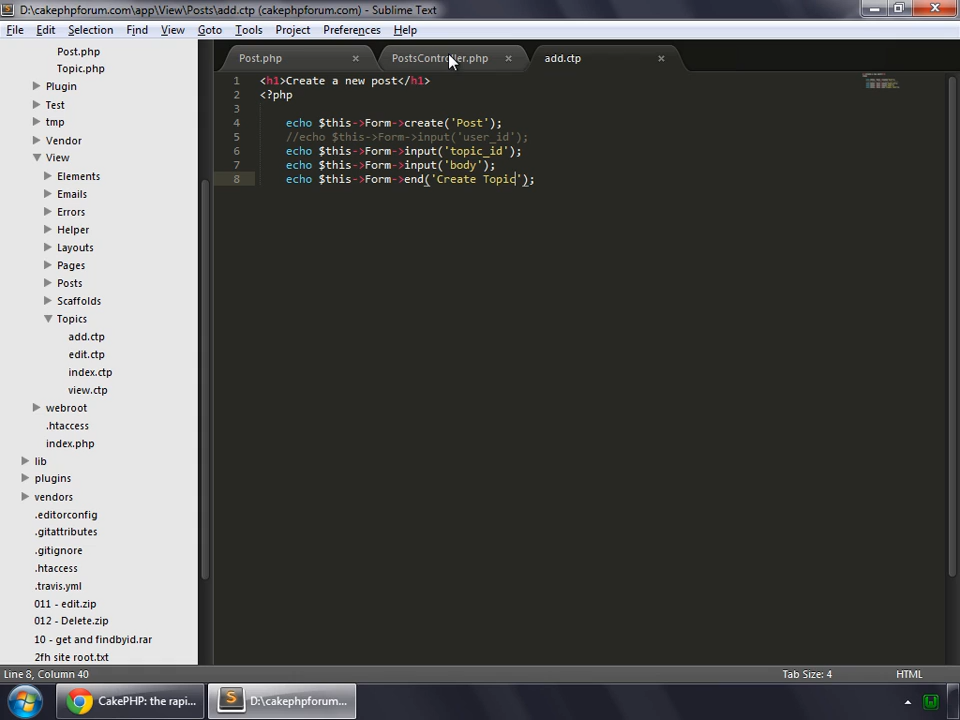 D:\cakephpforum.com\app\View\Posts\add.ctp (cakephpforum.com) - Sublime Text
File Edit Selection Find View Goto Tools Project Preferences Help
Post.php
Topic.php
Plugin
Test
tmp
Vendor
View
Elements
Emails
Errors
Helper
Layouts
Pages
Posts
Scaffolds
Topics
add.ctp
edit.ctp
index.ctp
view.ctp
webroot
.htaccess
index.php
lib
plugins
vendors
.editorconfig
.gitattributes
.gitignore
.htaccess
.travis.yml
011 - edit.zip
012 - Delete.zip
10 - get and findbyid.rar
2fh site root.txt
Post.php × PostsController.php × add.ctp ×
1 <h1>Create a new post</h1>
2 <?php
3
4 echo $this->Form->create('Post');
5 //echo $this->Form->input('user_id');
6 echo $this->Form->input('topic_id');
7 echo $this->Form->input('body');
8 echo $this->Form->end('Create Topic');
Line 8, Column 40 Tab Size: 4 HTML
CakePHP: the rapi... D:\cakephpforum...